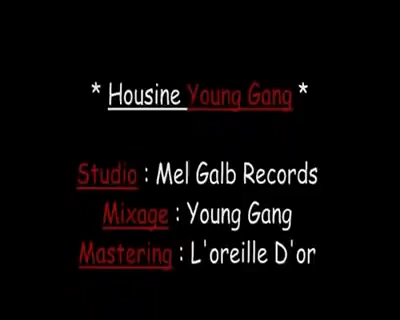 * Housine Young Gang *
Studio : Mel Galb Records
Mixage : Young Gang
Mastering : L'oreille D'or